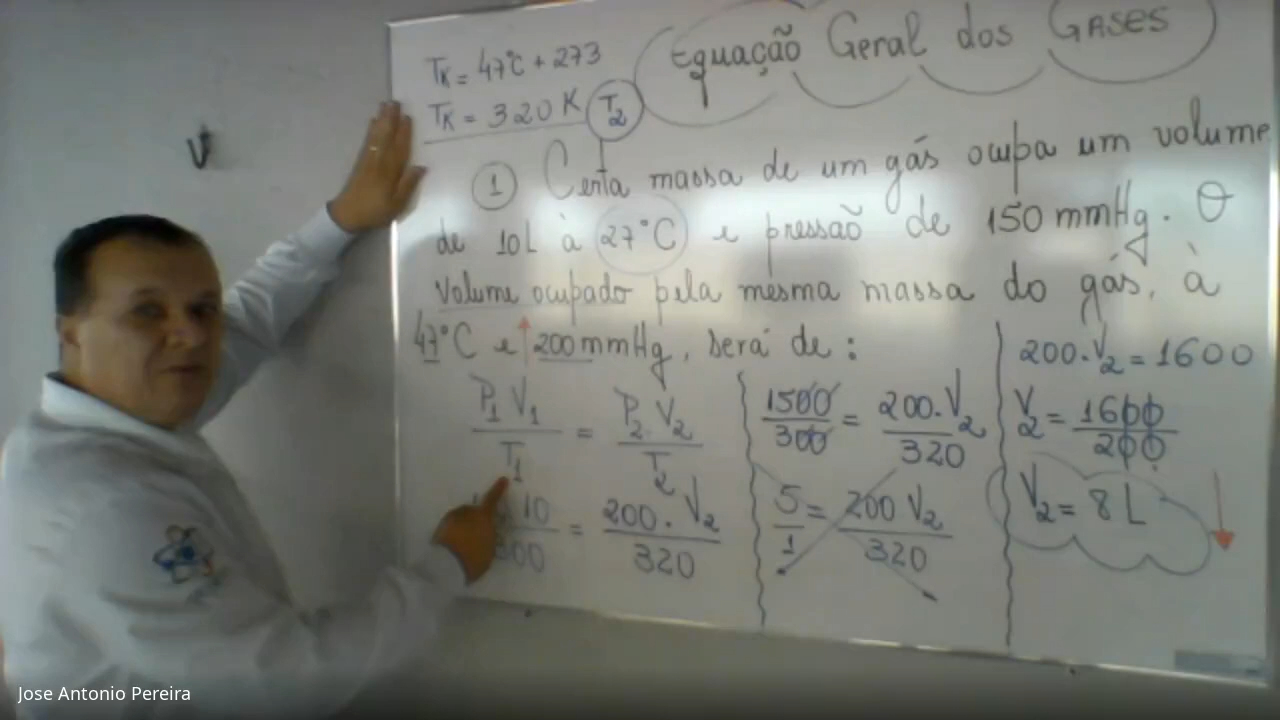 Equação Geral dos GASES
TK = 47°C + 273
TK = 320 K T2
1 Certa massa de um gás ocupa um volume
de 10L à 27°C e pressão de 150 mmHg. O
volume ocupado pela mesma massa do gás, à
47°C e 200 mmHg, será de:
P1 V1 / T1 = P2. V2 / T2
10 / 300 = 200. V2 / 320
1500 / 300 = 200. V2 / 320
5 / 1 = 200 V2 / 320
200. V2 = 1600
V2 = 1600 / 200
V2 = 8 L
Jose Antonio Pereira